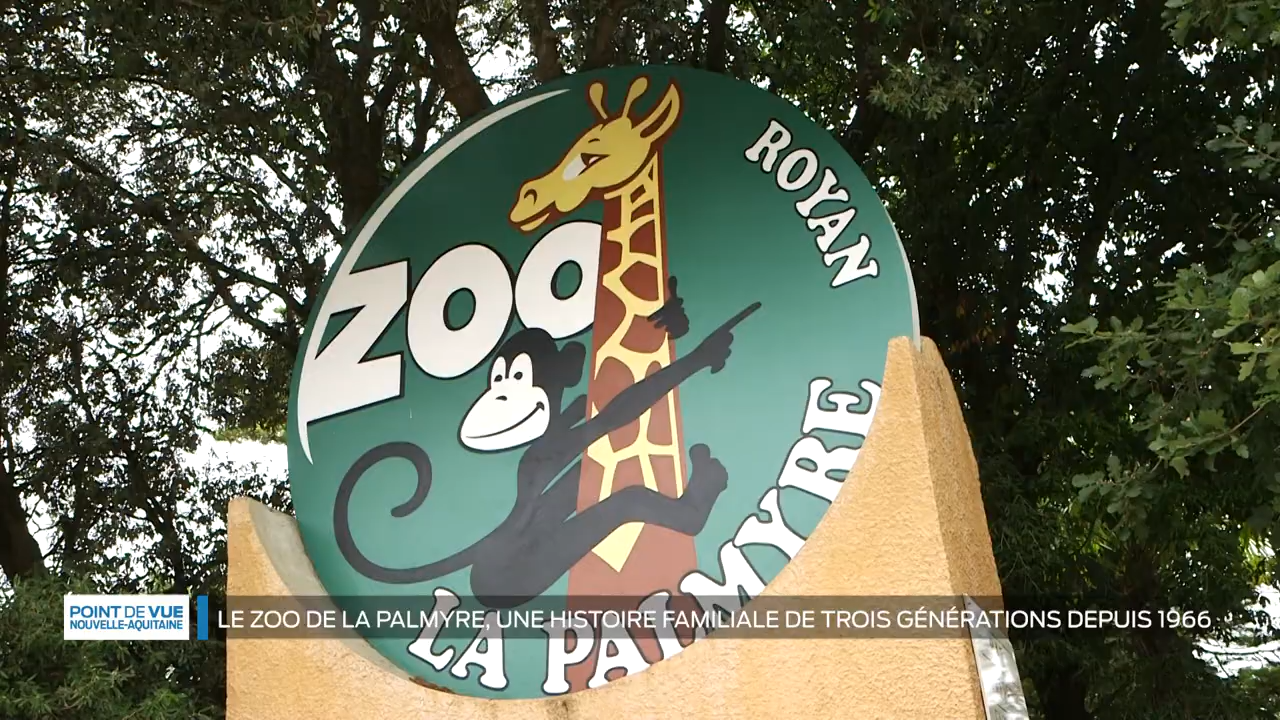 ROYAN
ZOO
LA PALMYRE
POINT DE VUE
NOUVELLE-AQUITAINE
LE ZOO DE LA PALMYRE, UNE HISTOIRE FAMILIALE DE TROIS GÉNÉRATIONS DEPUIS 1966